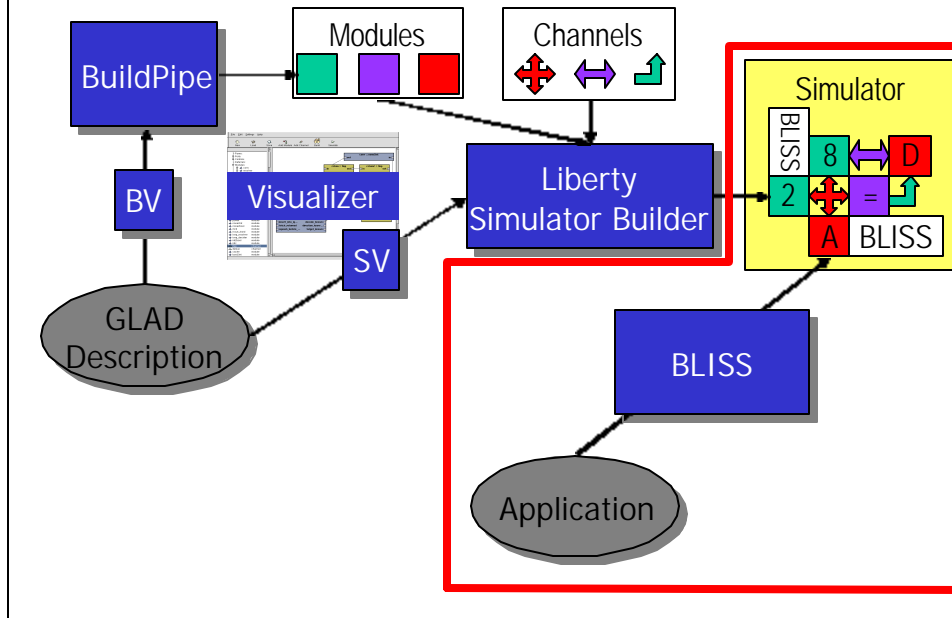 Modules
Channels
BuildPipe
Simulator
BLISS
8
D
2
=
A
BLISS
Visualizer
Liberty
Simulator Builder
BV
SV
GLAD
Description
BLISS
Application